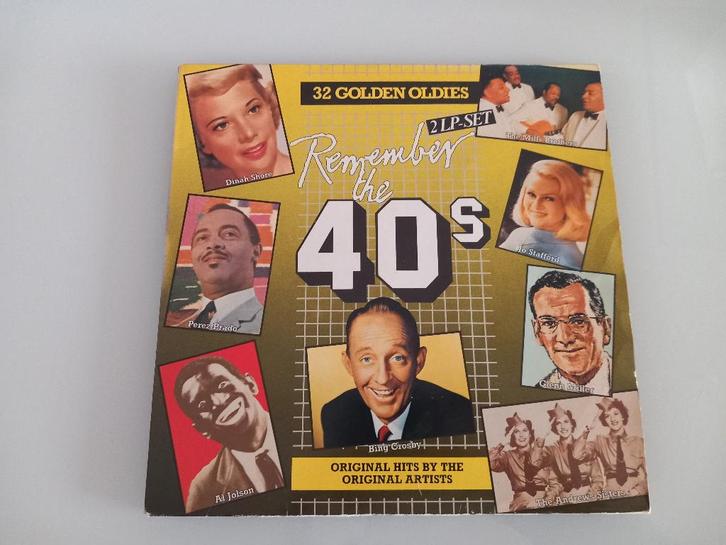 32 GOLDEN OLDIES
2 LP-SET
Remember
the
40s
Dinah Shore
The Mills Brothers
Jo Stafford
Perez Prado
Glenn Miller
Al Jolson
Bing Crosby
The Andrews Sisters
ORIGINAL HITS BY THE
ORIGINAL ARTISTS